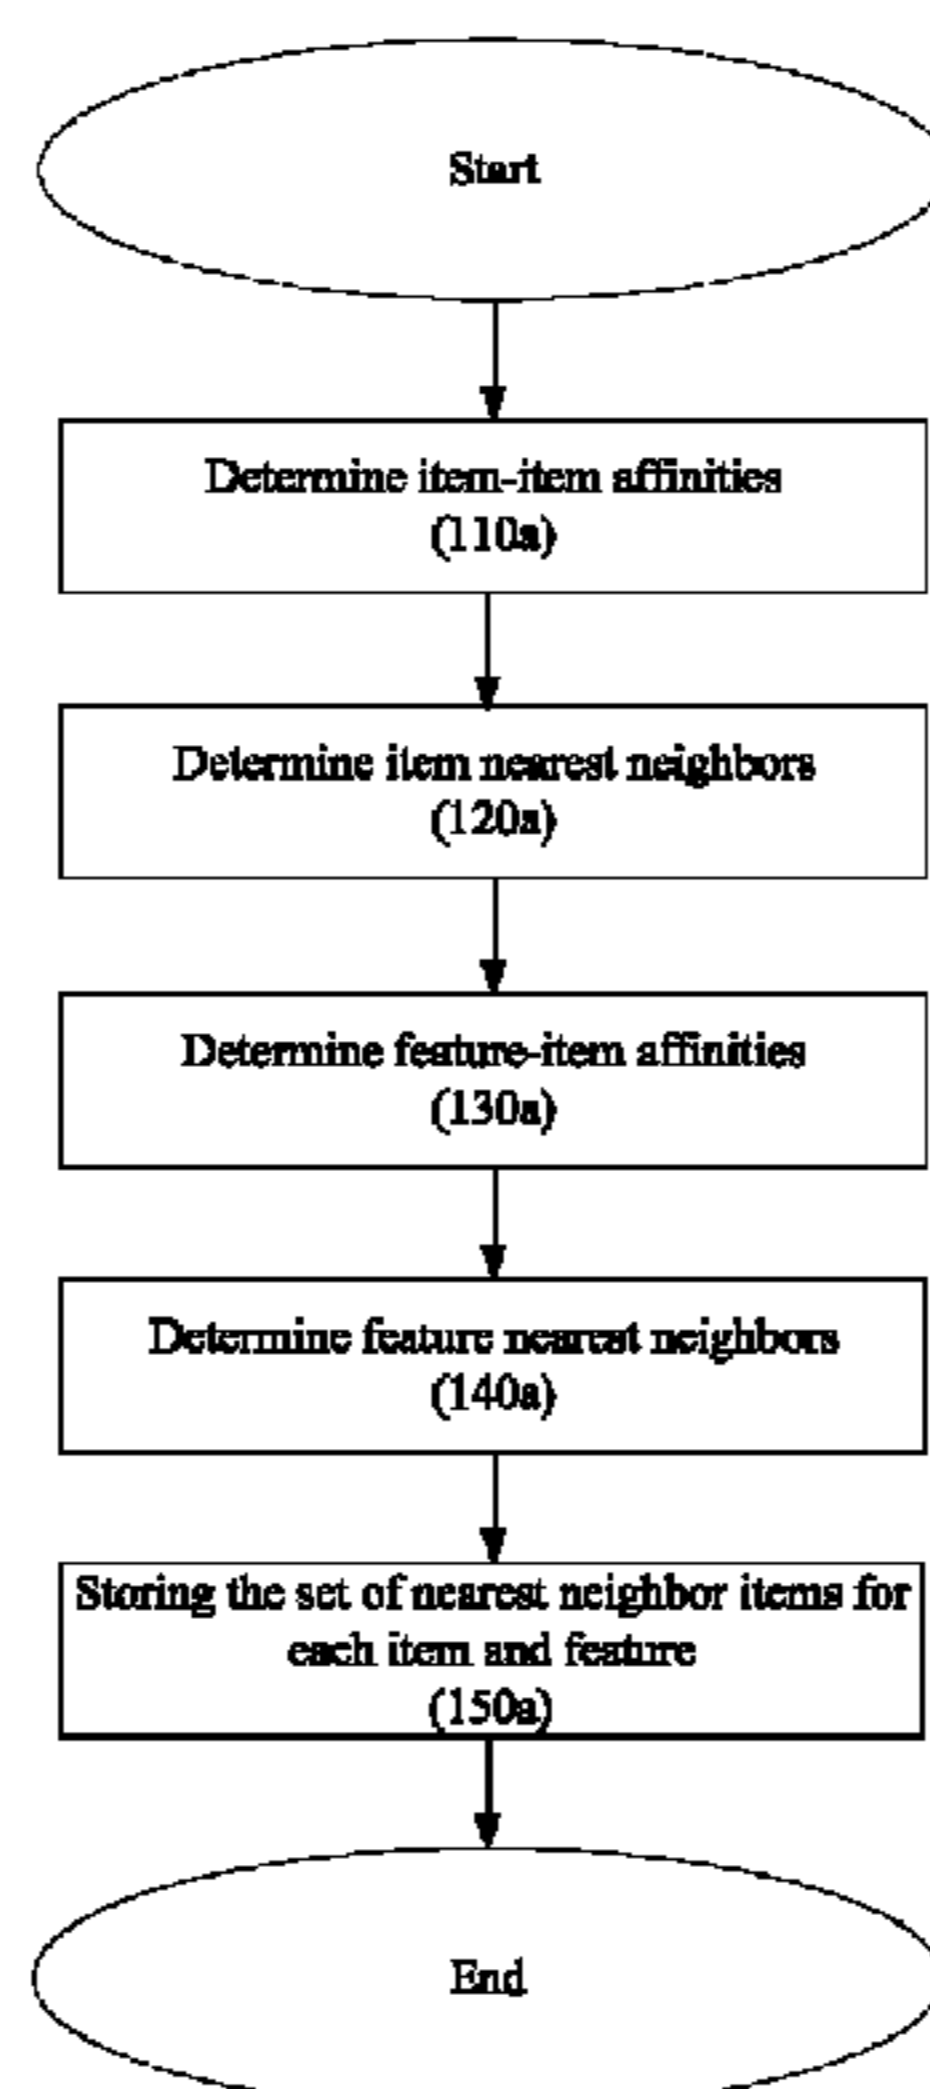 Start
Determine item-item affinities
(110a)
Determine item nearest neighbors
(120a)
Determine feature-item affinities
(130a)
Determine feature nearest neighbors
(140a)
Storing the set of nearest neighbor items for
each item and feature
(150a)
End